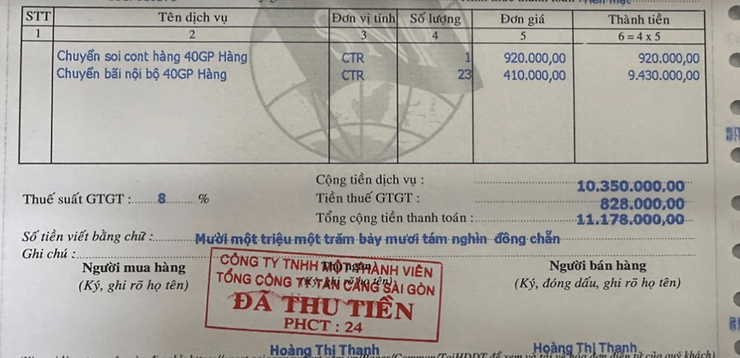 STT Tên dịch vụ Đơn vị tính Số lượng Đơn giá Thành tiền
1 2 3 4 5 6 = 4 x 5
Chuyển soi cont hàng 40GP Hàng CTR 1 920.000,00 920.000,00
Chuyển bãi nội bộ 40GP Hàng CTR 23 410.000,00 9.430.000,00
Cộng tiền dịch vụ : 10.350.000,00
Thuế suất GTGT : 8 % Tiền thuế GTGT : 828.000,00
Tổng cộng tiền thanh toán : 11.178.000,00
Số tiền viết bằng chữ : Mười một triệu một trăm bảy mươi tám nghìn đồng chẵn
Ghi chú :
Người mua hàng Người bán hàng
(Ký, ghi rõ họ tên) (Ký, đóng dấu, ghi rõ họ tên)
CÔNG TY TNHH MỘT THÀNH VIÊN
TỔNG CÔNG TY TÂN CẢNG SÀI GÒN
ĐÃ THU TIỀN
PHCT : 24
Hoàng Thị Thanh Hoàng Thị Thanh